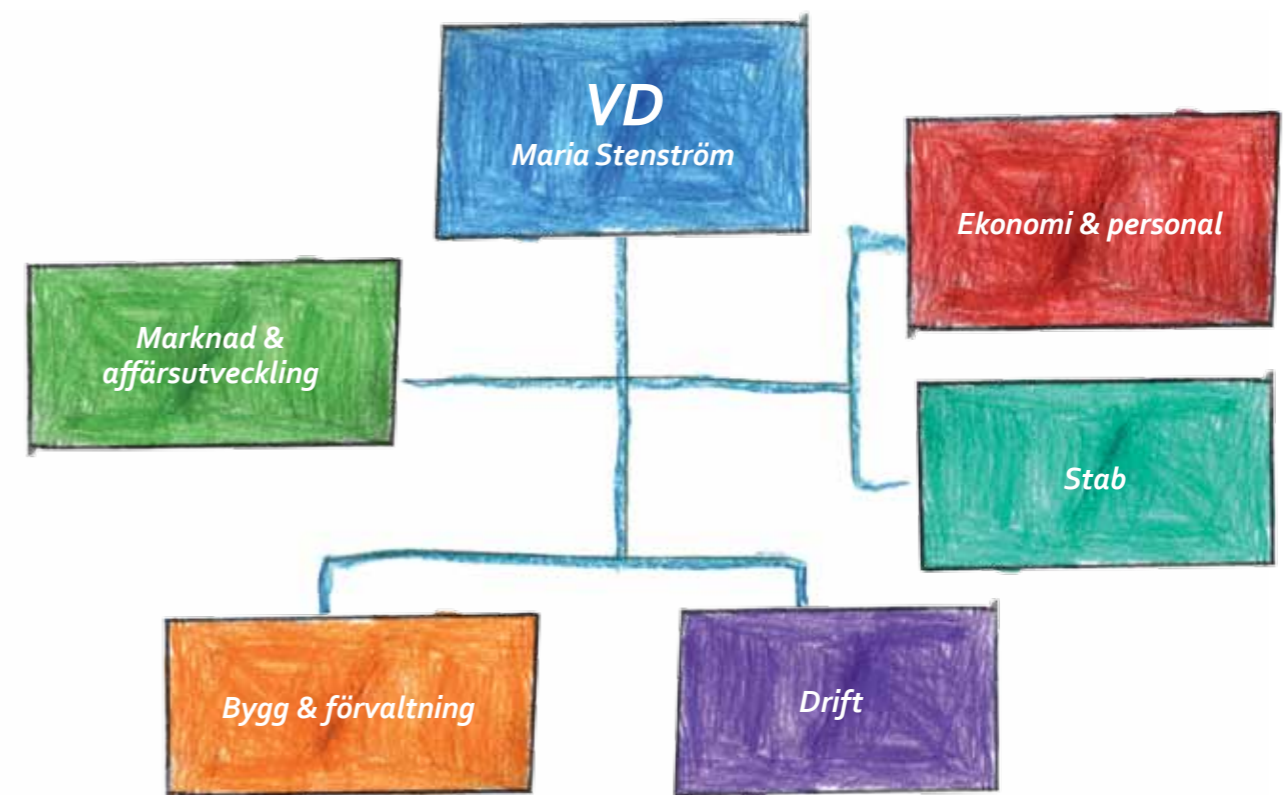 VD
Maria Stenström
Ekonomi & personal
Marknad &
affärsutveckling
Stab
Bygg & förvaltning
Drift